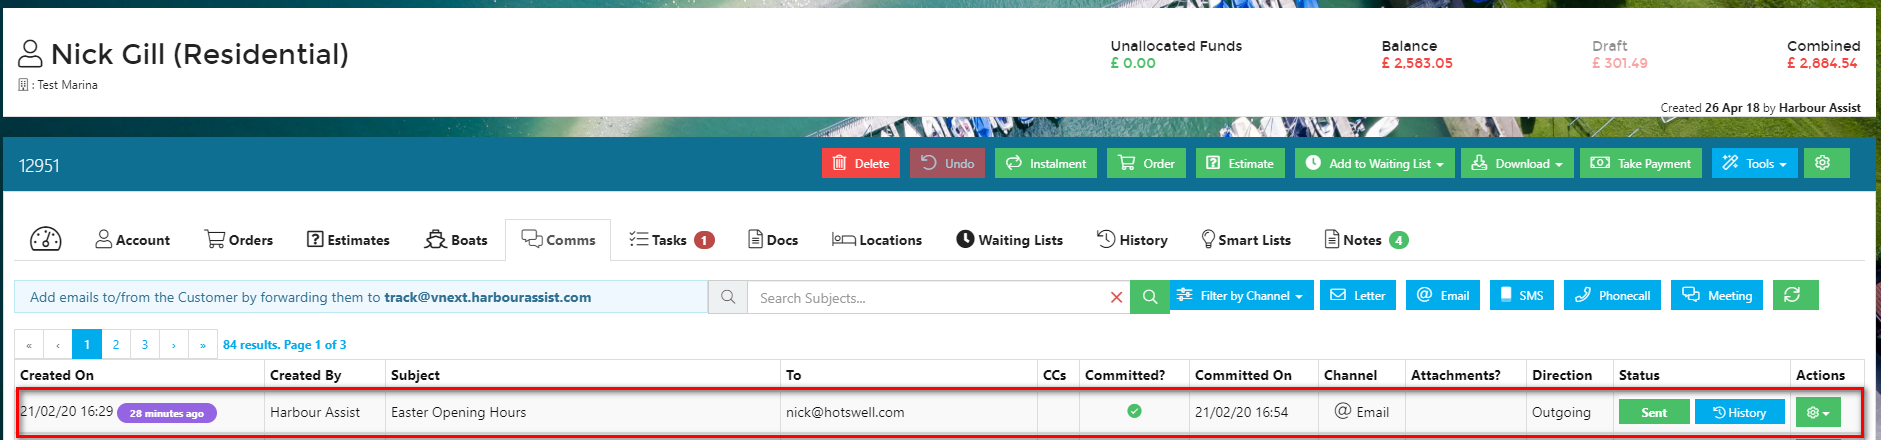 Nick Gill (Residential)
: Test Marina
Unallocated Funds Balance Draft Combined
£ 0.00 £ 2,583.05 £ 301.49 £ 2,884.54
Created 26 Apr 18 by Harbour Assist
12951 Delete Undo Instalment Order Estimate Add to Waiting List Download Take Payment Tools
Account Orders Estimates Boats Comms Tasks 1 Docs Locations Waiting Lists History Smart Lists Notes 4
Add emails to/from the Customer by forwarding them to track@vnext.harbourassist.com Search Subjects... Filter by Channel Letter Email SMS Phonecall Meeting
« ‹ 1 2 3 › » 84 results. Page 1 of 3
Created On Created By Subject To CCs Committed? Committed On Channel Attachments? Direction Status Actions
21/02/20 16:29 28 minutes ago Harbour Assist Easter Opening Hours nick@hotswell.com 21/02/20 16:54 Email Outgoing Sent History